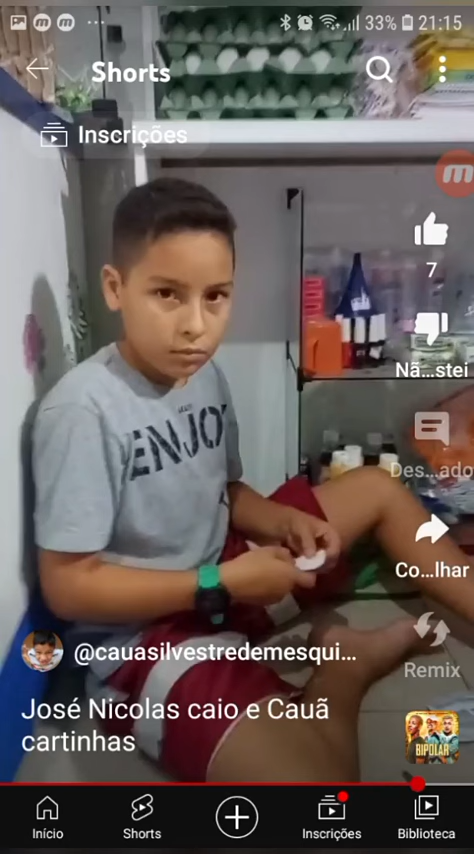 33% 21:15
Shorts
Inscrições
ENJOY
7
Nã...stei
Des...ado
Co...lhar
@cauasilvestredemesqui...
Remix
José Nicolas caio e Cauã
cartinhas
BIPOLAR
Início
Shorts
Inscrições
Biblioteca